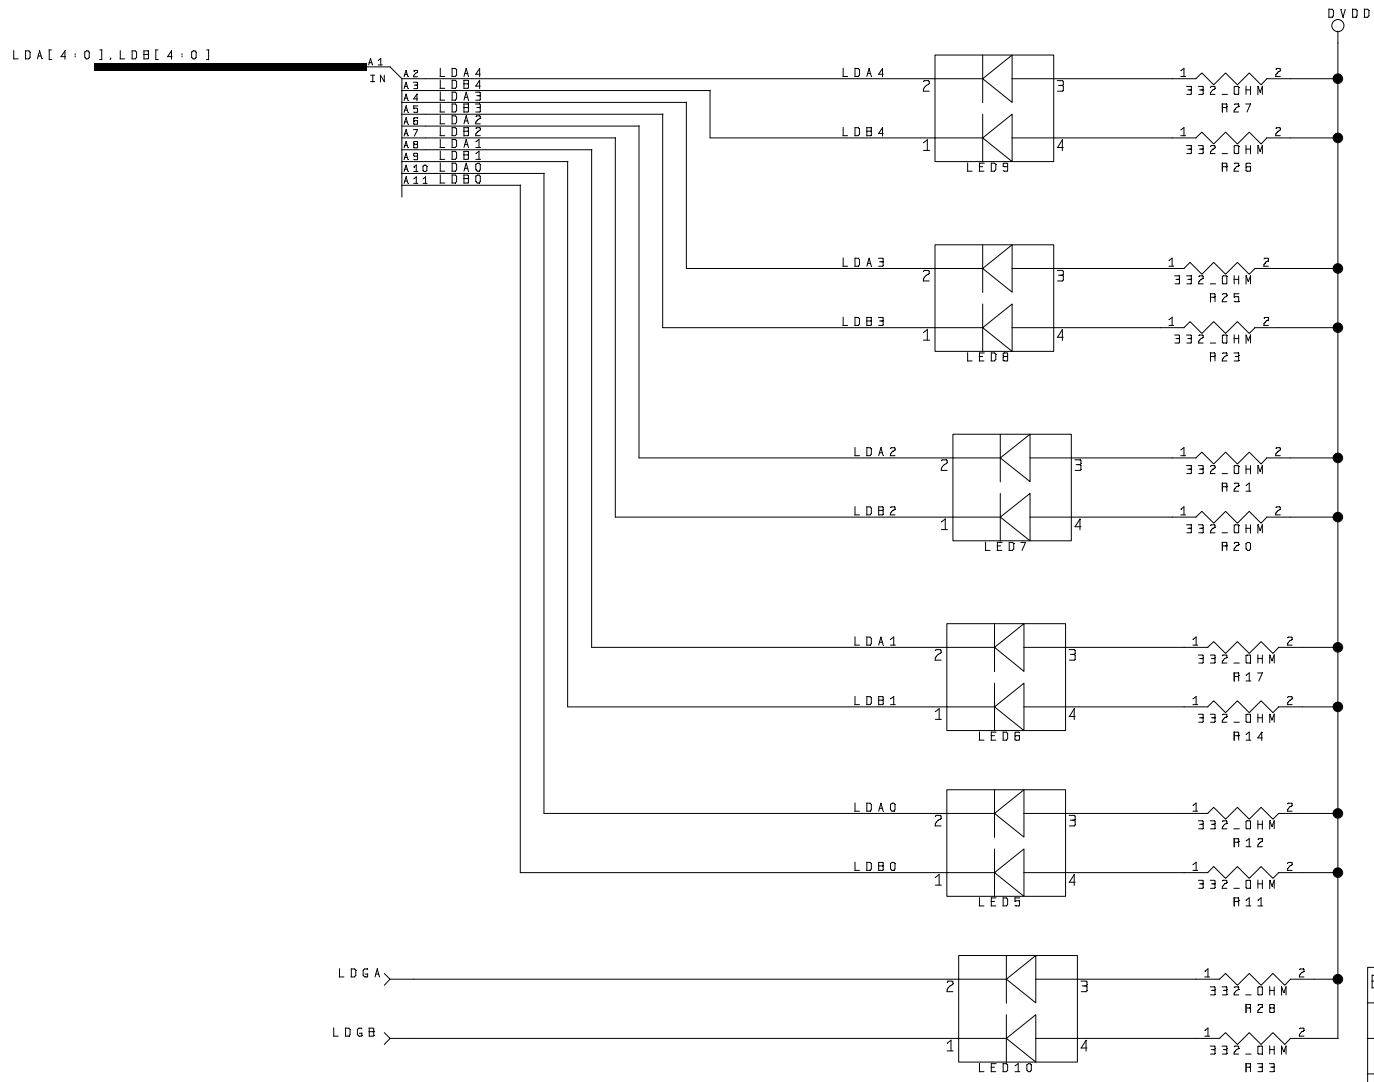 DVDD
LDA[4:0],LDB[4:0]
A1
IN
A2 LDA4
A3 LDB4
A4 LDA3
A5 LDB3
A6 LDA2
A7 LDB2
A8 LDA1
A9 LDB1
A10 LDA0
A11 LDB0
LDA4 2 3 1 2
332_OHM
R27
LDB4 1 4 1 2
332_OHM
LED9 R26
LDA3 2 3 1 2
332_OHM
R25
LDB3 1 4 1 2
332_OHM
LED8 R23
LDA2 2 3 1 2
332_OHM
R21
LDB2 1 4 1 2
332_OHM
LED7 R20
LDA1 2 3 1 2
332_OHM
R17
LDB1 1 4 1 2
332_OHM
LED6 R14
LDA0 2 3 1 2
332_OHM
R12
LDB0 1 4 1 2
332_OHM
LED5 R11
LDGA 2 3 1 2
332_OHM
R28
LDGB 1 4 1 2
332_OHM
LED10 R33